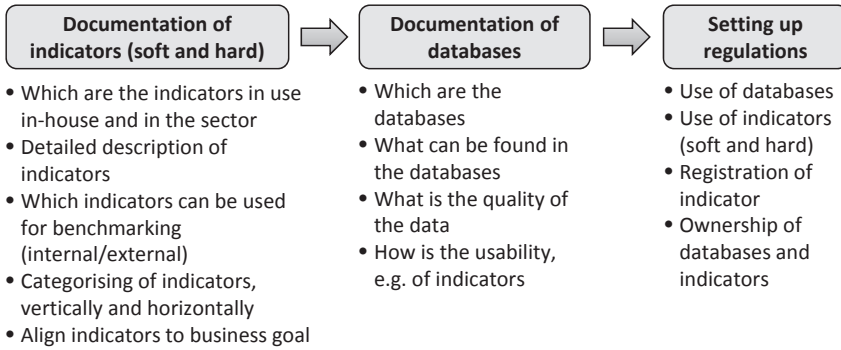 Documentation of
indicators (soft and hard)
• Which are the indicators in use
in-house and in the sector
• Detailed description of
indicators
• Which indicators can be used
for benchmarking
(internal/external)
• Categorising of indicators,
vertically and horizontally
• Align indicators to business goal
Documentation of
databases
• Which are the
databases
• What can be found in
the databases
• What is the quality of
the data
• How is the usability,
e.g. of indicators
Setting up
regulations
• Use of databases
• Use of indicators
(soft and hard)
• Registration of
indicator
• Ownership of
databases and
indicators